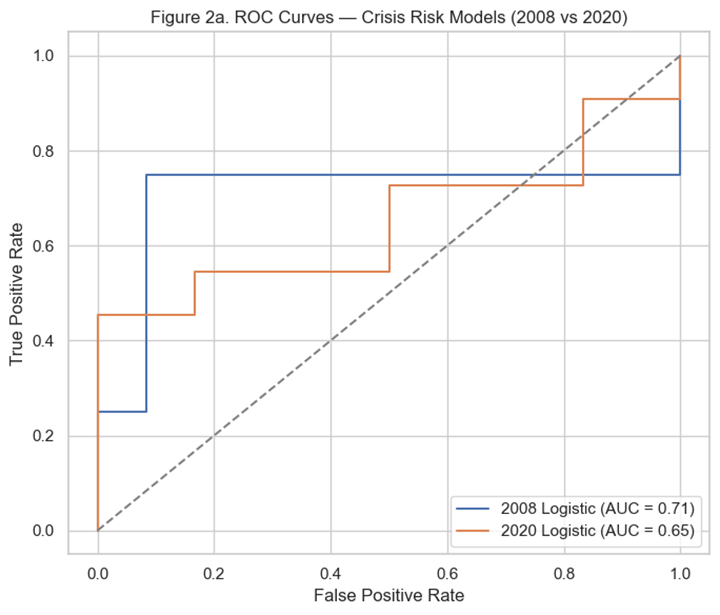 Figure 2a. ROC Curves — Crisis Risk Models (2008 vs 2020)
1.0
0.8
0.6
0.4
0.2
0.0
True Positive Rate
2008 Logistic (AUC = 0.71)
2020 Logistic (AUC = 0.65)
0.0 0.2 0.4 0.6 0.8 1.0
False Positive Rate